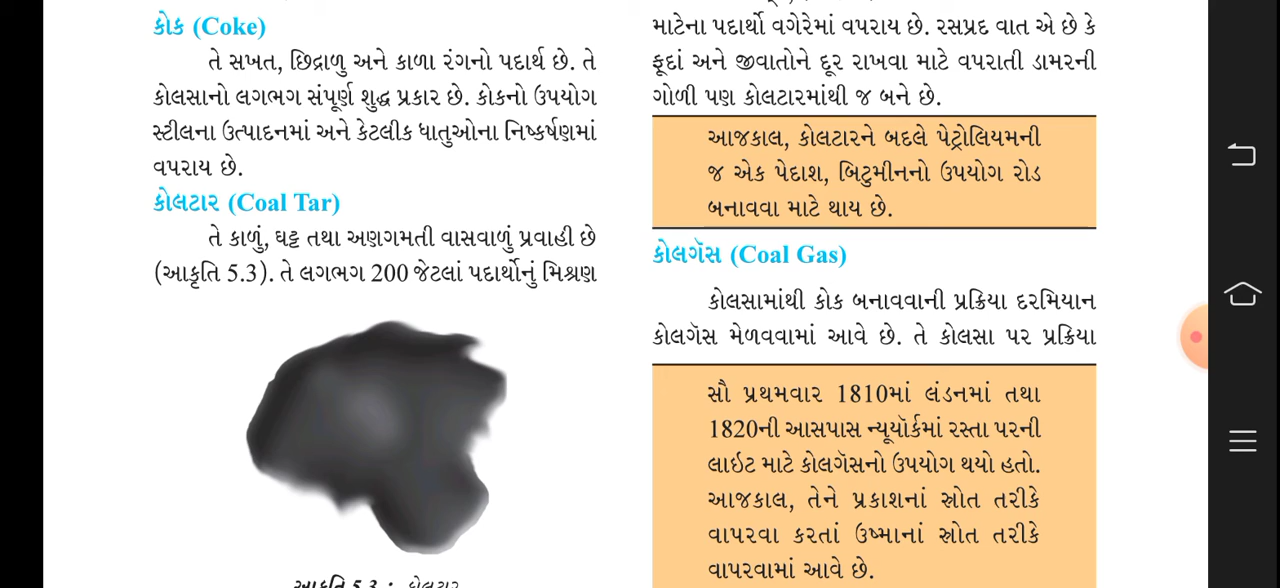 કોક (Coke)
તે સખત, છિદ્રાળુ અને કાળા રંગનો પદાર્થ છે. તે
કોલસાનો લગભગ સંપૂર્ણ શુદ્ધ પ્રકાર છે. કોકનો ઉપયોગ
સ્ટીલના ઉત્પાદનમાં અને કેટલીક ધાતુઓના નિષ્કર્ષણમાં
વપરાય છે.
કોલટાર (Coal Tar)
તે કાળું, ઘટ્ટ તથા અણગમતી વાસવાળું પ્રવાહી છે
(આકૃતિ 5.3). તે લગભગ 200 જેટલાં પદાર્થોનું મિશ્રણ
આકૃતિ 5.3 : કોલટાર
માટેના પદાર્થો વગેરેમાં વપરાય છે. રસપ્રદ વાત એ છે કે
ફૂદાં અને જીવાતોને દૂર રાખવા માટે વપરાતી ડામરની
ગોળી પણ કોલટારમાંથી જ બને છે.
આજકાલ, કોલટારને બદલે પેટ્રોલિયમની
જ એક પેદાશ, બિટુમીનનો ઉપયોગ રોડ
બનાવવા માટે થાય છે.
કોલગૅસ (Coal Gas)
કોલસામાંથી કોક બનાવવાની પ્રક્રિયા દરમિયાન
કોલગૅસ મેળવવામાં આવે છે. તે કોલસા પર પ્રક્રિયા
સૌ પ્રથમવાર 1810માં લંડનમાં તથા
1820ની આસપાસ ન્યૂયૉર્કમાં રસ્તા પરની
લાઇટ માટે કોલગૅસનો ઉપયોગ થયો હતો.
આજકાલ, તેને પ્રકાશનાં સ્રોત તરીકે
વાપરવા કરતાં ઉષ્માનાં સ્રોત તરીકે
વાપરવામાં આવે છે.